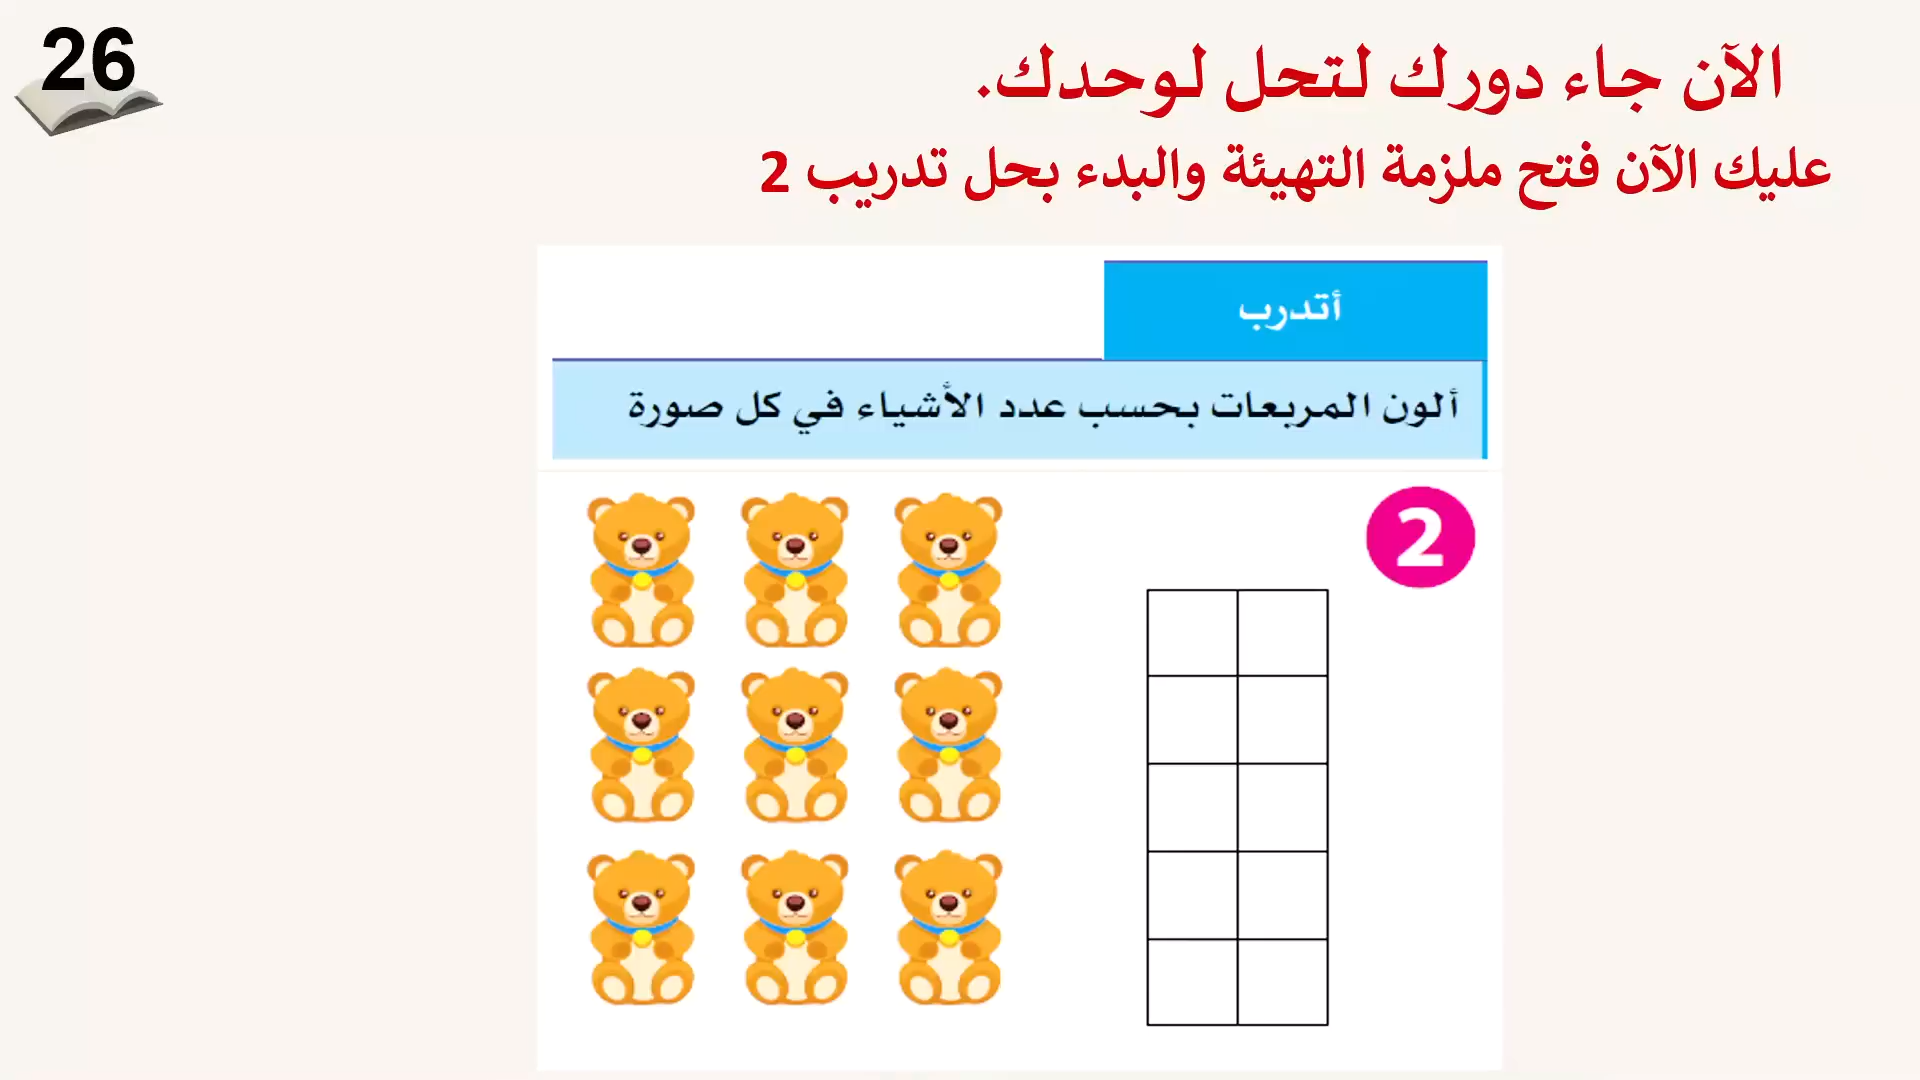 26
الآن جاء دورك لتحل لوحدك.
عليك الآن فتح ملزمة التهيئة والبدء بحل تدريب 2
أتدرب
ألون المربعات بحسب عدد الأشياء في كل صورة
2